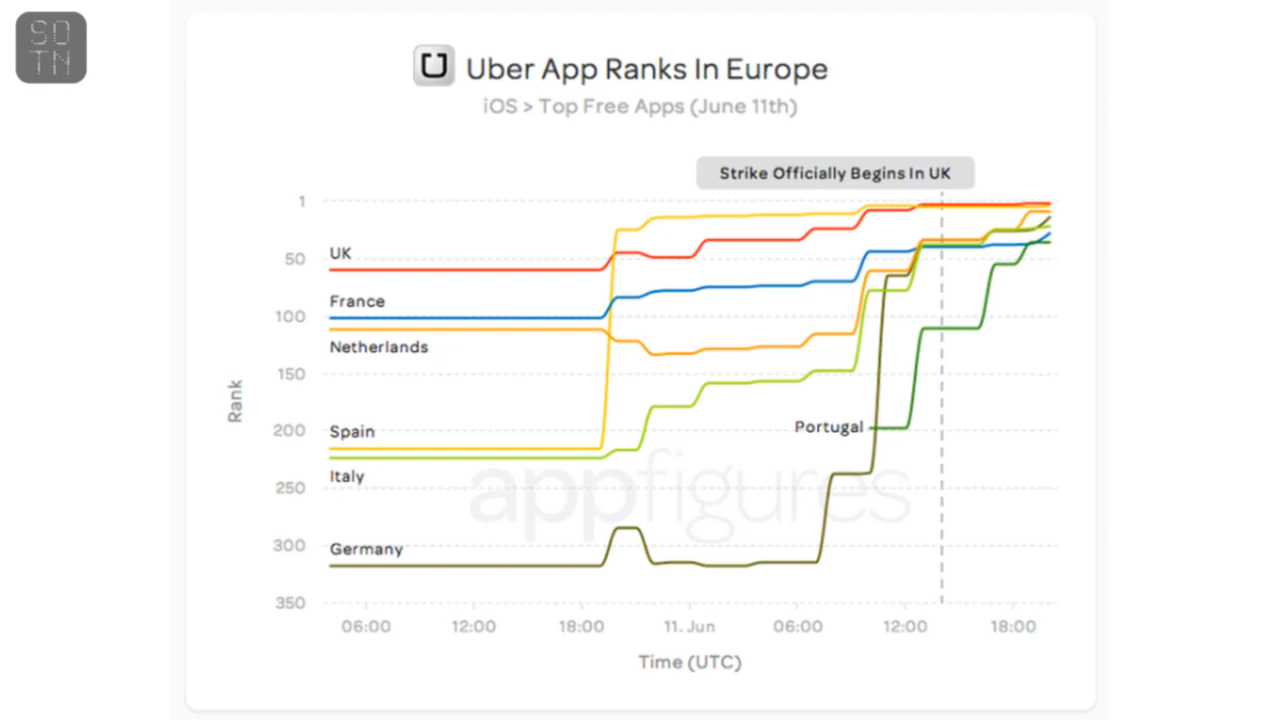 SO
TN
Uber App Ranks In Europe
iOS > Top Free Apps (June 11th)
Strike Officially Begins In UK
1
UK
50
France
100
Netherlands
150
Rank
200
Spain
Portugal
Italy
250
appfigures
300
Germany
350
06:00 12:00 18:00 11. Jun 06:00 12:00 18:00
Time (UTC)